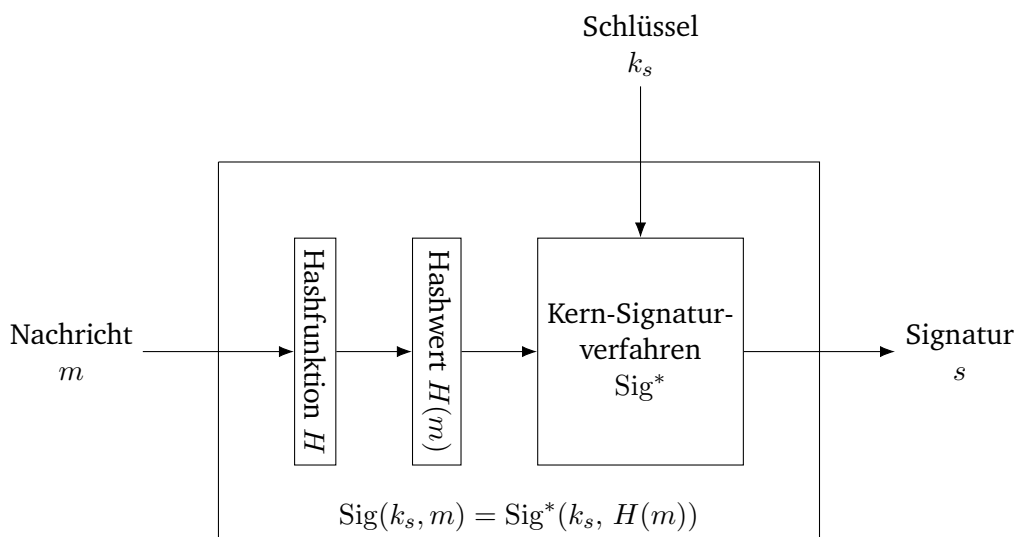 Schlüssel
k_s
Nachricht
m
Hashfunktion H
Hashwert H(m)
Kern-Signatur-
verfahren
Sig*
Signatur
s
Sig(k_s, m) = Sig*(k_s, H(m))